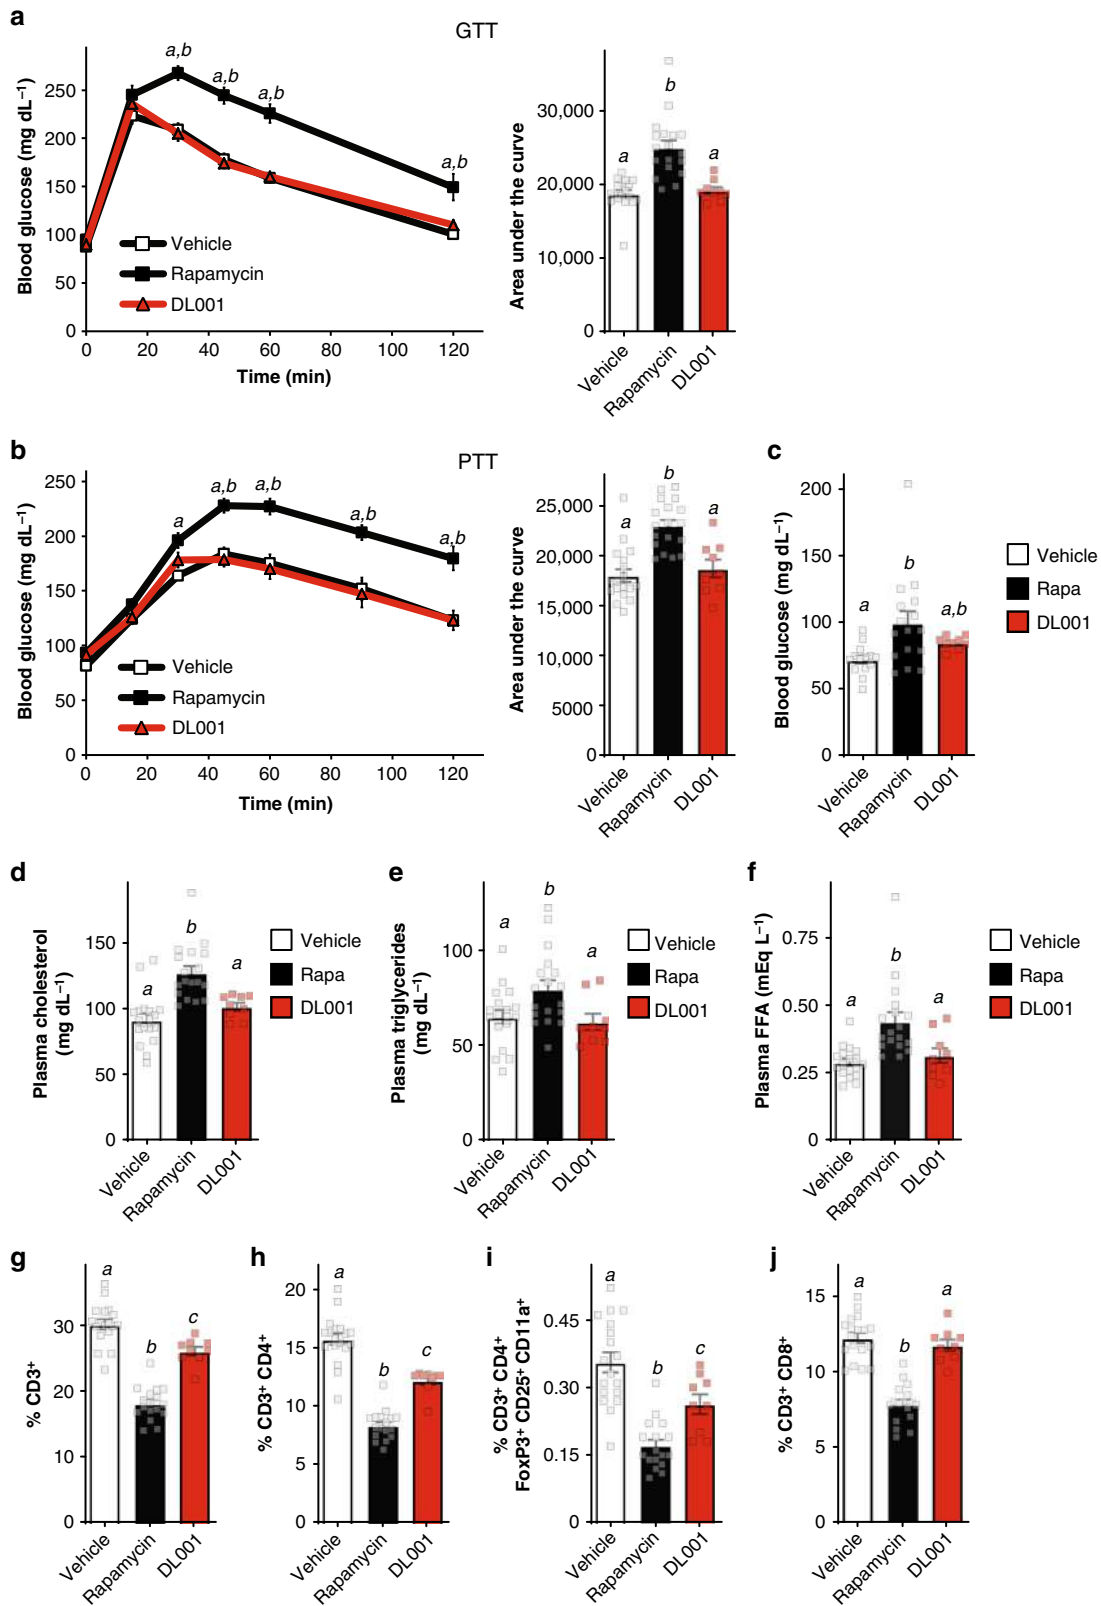 a
GTT
Blood glucose (mg dL⁻¹)
250
200
150
100
50
0
a,b
a,b
a,b
a,b
Vehicle
Rapamycin
DL001
0 20 40 60 80 100 120
Time (min)
Area under the curve
30,000
20,000
10,000
0
a
b
a
Vehicle
Rapamycin
DL001
b
PTT
Blood glucose (mg dL⁻¹)
250
200
150
100
50
0
a
a,b
a,b
a,b
a,b
Vehicle
Rapamycin
DL001
0 20 40 60 80 100 120
Time (min)
Area under the curve
25,000
20,000
15,000
10,000
5000
0
a
b
a
Vehicle
Rapamycin
DL001
c
Blood glucose (mg dL⁻¹)
200
150
100
50
0
a
b
a,b
Vehicle
Rapamycin
DL001
Vehicle
Rapa
DL001
d
Plasma cholesterol
(mg dL⁻¹)
150
100
50
0
a
b
a
Vehicle
Rapamycin
DL001
Vehicle
Rapa
DL001
e
Plasma triglycerides
(mg dL⁻¹)
100
50
0
a
b
a
Vehicle
Rapamycin
DL001
Vehicle
Rapa
DL001
f
Plasma FFA (mEq L⁻¹)
0.75
0.50
0.25
0
a
b
a
Vehicle
Rapamycin
DL001
Vehicle
Rapa
DL001
g
% CD3⁺
30
20
10
0
a
b
c
Vehicle
Rapamycin
DL001
h
% CD3⁺ CD4⁺
20
15
10
5
0
a
b
c
Vehicle
Rapamycin
DL001
i
% CD3⁺ CD4⁺
FoxP3⁺ CD25⁺ CD11a⁺
0.45
0.30
0.15
0
a
b
c
Vehicle
Rapamycin
DL001
j
% CD3⁺ CD8⁺
15
10
5
0
a
b
a
Vehicle
Rapamycin
DL001